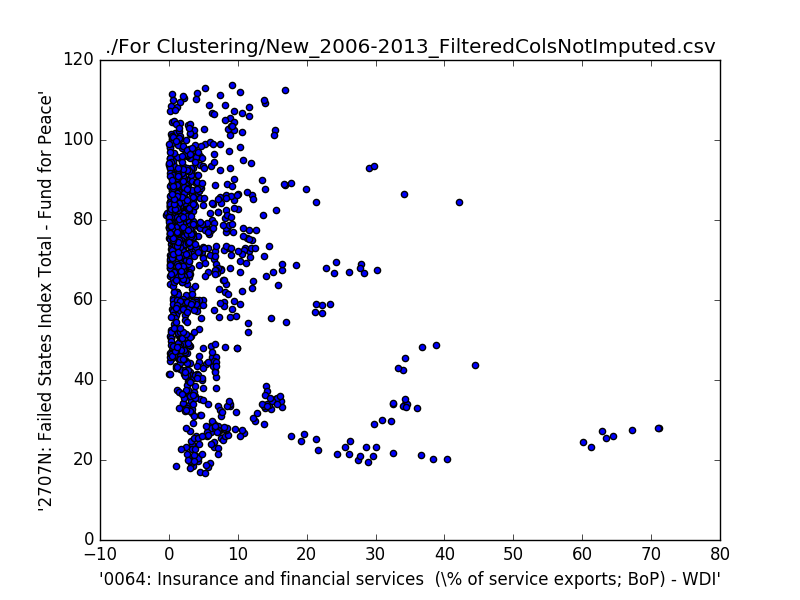 ./For Clustering/New_2006-2013_FilteredColsNotImputed.csv
120
100
80
60
40
20
0
'2707N: Failed States Index Total - Fund for Peace'
−10 0 10 20 30 40 50 60 70 80
'0064: Insurance and financial services  (\% of service exports; BoP) - WDI'